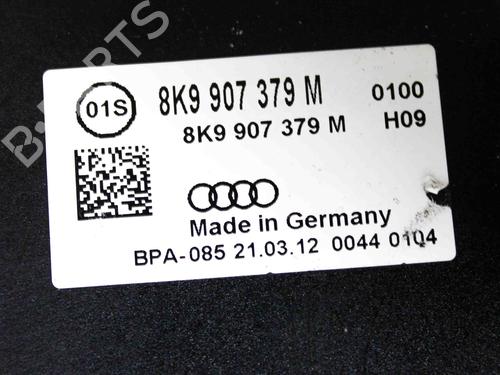 B-PARTS
01S
8K9 907 379 M 0100
8K9 907 379 M H09
Made in Germany
BPA-085 21.03.12 0044 0104